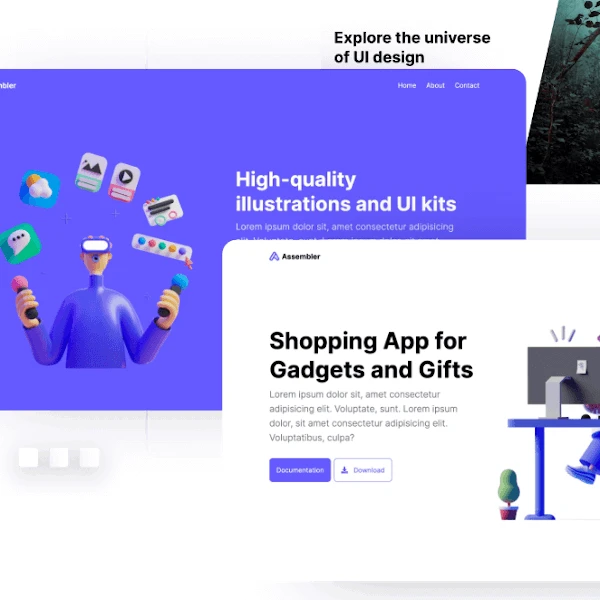 Explore the universe
of UI design
Home About Contact
High-quality
illustrations and UI kits
Lorem ipsum dolor sit, amet consectetur adipisicing
Assembler
Shopping App for
Gadgets and Gifts
Lorem ipsum dolor sit, amet consectetur
adipisicing elit. Voluptate, sunt. Lorem ipsum
dolor, sit amet consectetur adipisicing elit.
Voluptatibus, culpa?
Documentation Download